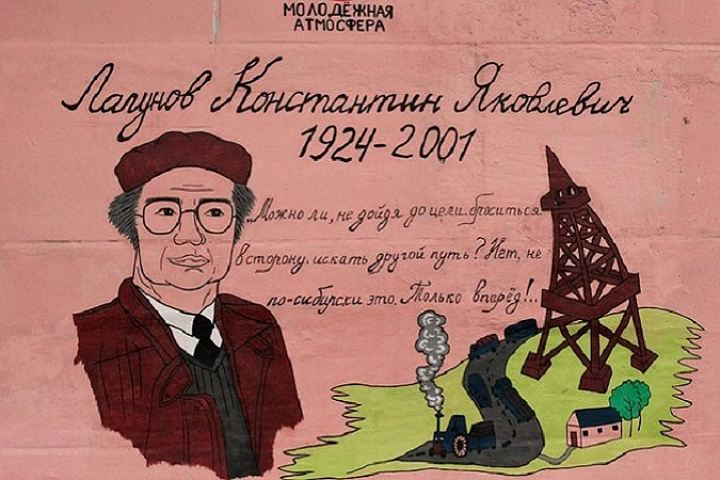 МОЛОДЁЖНАЯ
АТМОСФЕРА
Лагунов Константин Яковлевич
1924-2001
„Можно ли, не дойдя до цели, броситься
в сторону, искать другой путь? Нет, не
по-сибирски это. Только вперёд!..